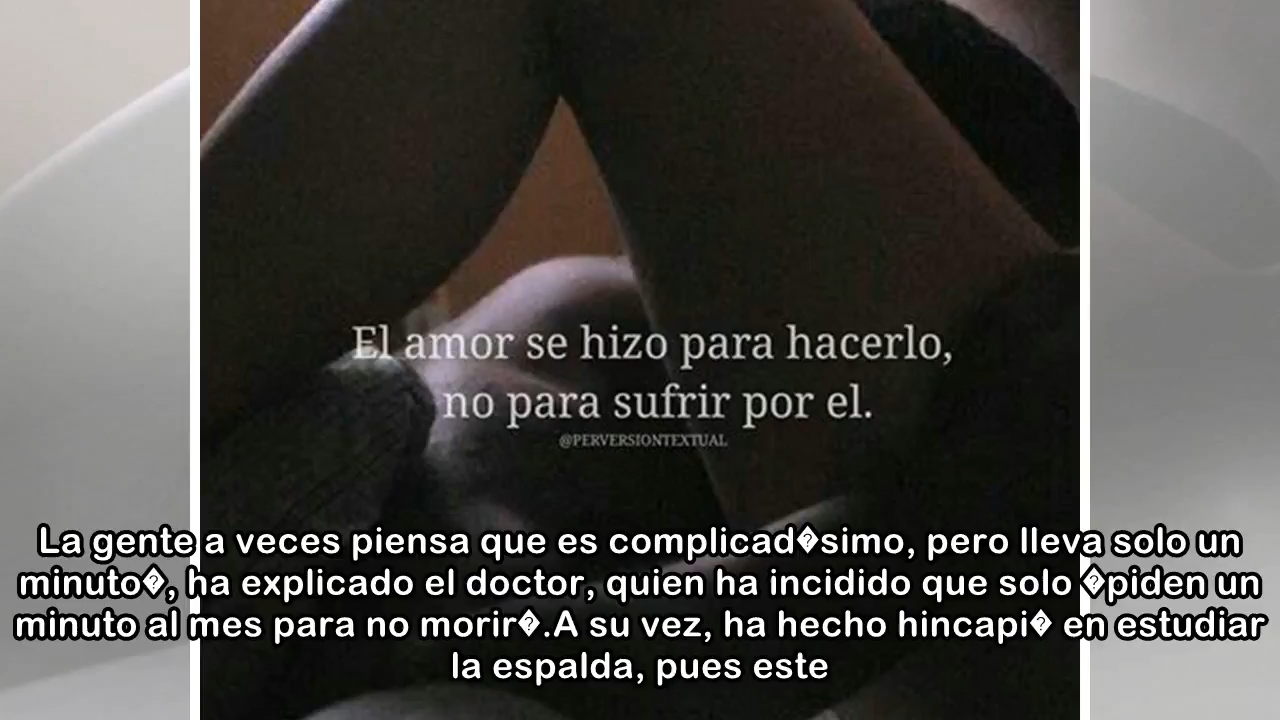 El amor se hizo para hacerlo,
no para sufrir por el.
@PERVERSIONTEXTUAL
La gente a veces piensa que es complicad�simo, pero lleva solo un
minuto�, ha explicado el doctor, quien ha incidido que solo �piden un
minuto al mes para no morir�.A su vez, ha hecho hincapi� en estudiar
la espalda, pues este